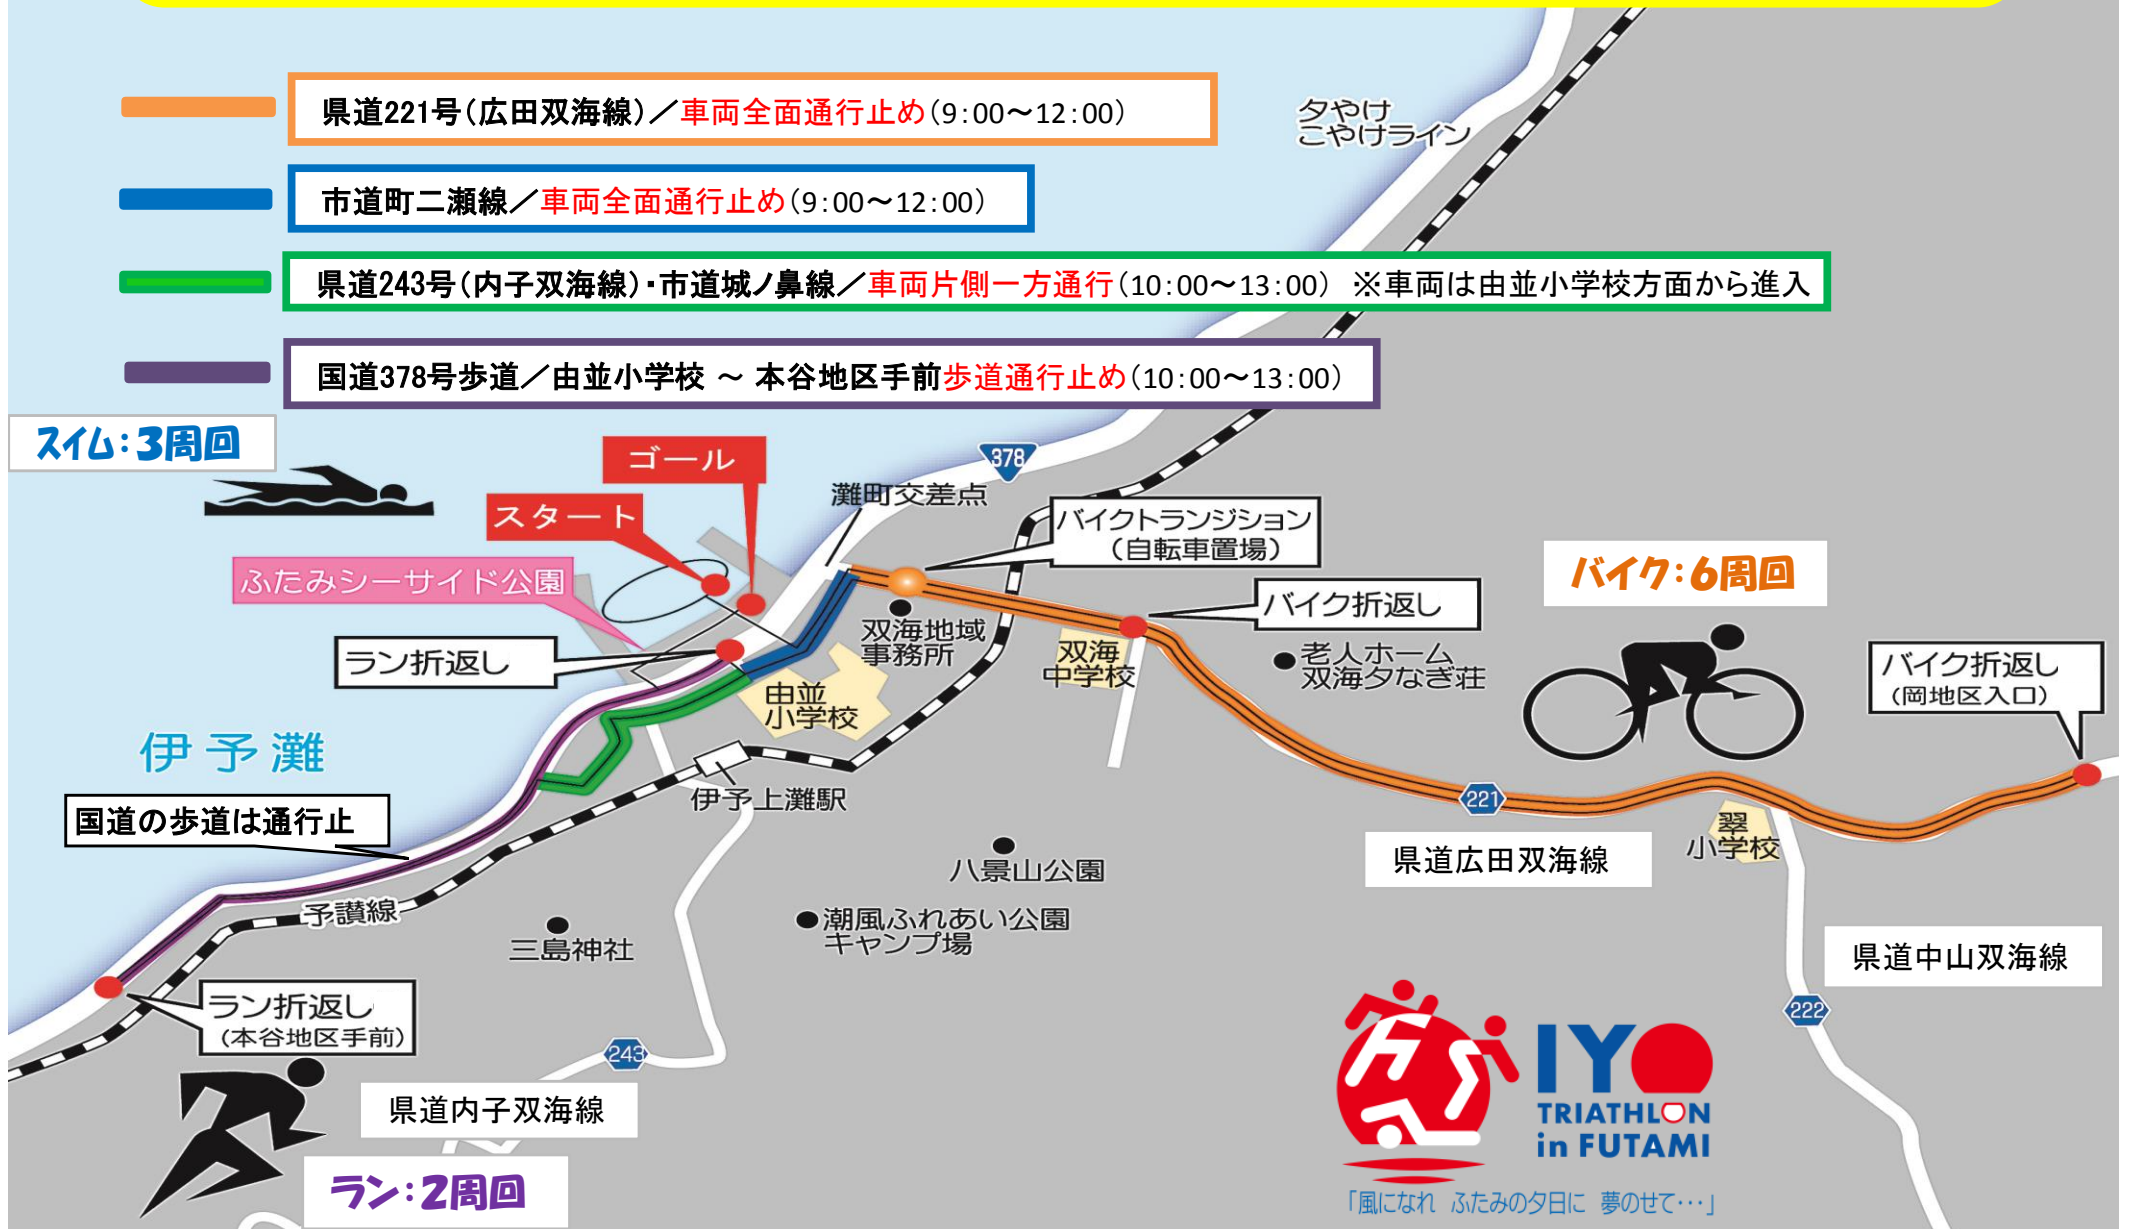 県道221号(広田双海線)／車両全面通行止め(9:00～12:00)
市道町二瀬線／車両全面通行止め(9:00～12:00)
県道243号(内子双海線)・市道城ノ鼻線／車両片側一方通行(10:00～13:00) ※車両は由並小学校方面から進入
国道378号歩道／由並小学校 ～ 本谷地区手前歩道通行止め(10:00～13:00)
夕やけ
こやけライン
スイム:3周回
ゴール
スタート
378
灘町交差点
バイクトランジション
(自転車置場)
ふたみシーサイド公園
バイク:6周回
バイク折返し
ラン折返し
双海地域
事務所
双海
中学校
老人ホーム
双海夕なぎ荘
バイク折返し
(岡地区入口)
由並
小学校
伊予灘
伊予上灘駅
221
国道の歩道は通行止
翠
小学校
県道広田双海線
八景山公園
予讃線
潮風ふれあい公園
キャンプ場
三島神社
県道中山双海線
ラン折返し
(本谷地区手前)
222
243
県道内子双海線
IYO
TRIATHLON
in FUTAMI
ラン:2周回
「風になれ ふたみの夕日に 夢のせて･･･」